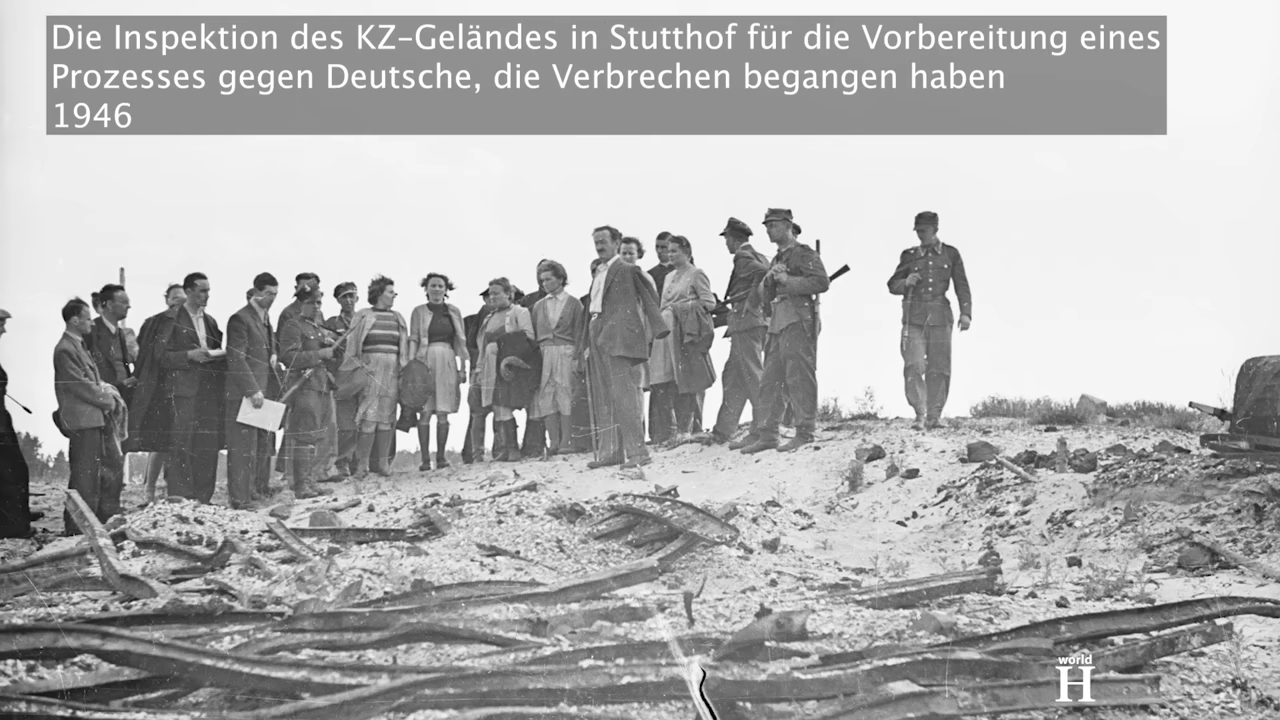 Die Inspektion des KZ-Geländes in Stutthof für die Vorbereitung eines
Prozesses gegen Deutsche, die Verbrechen begangen haben
1946
world
H